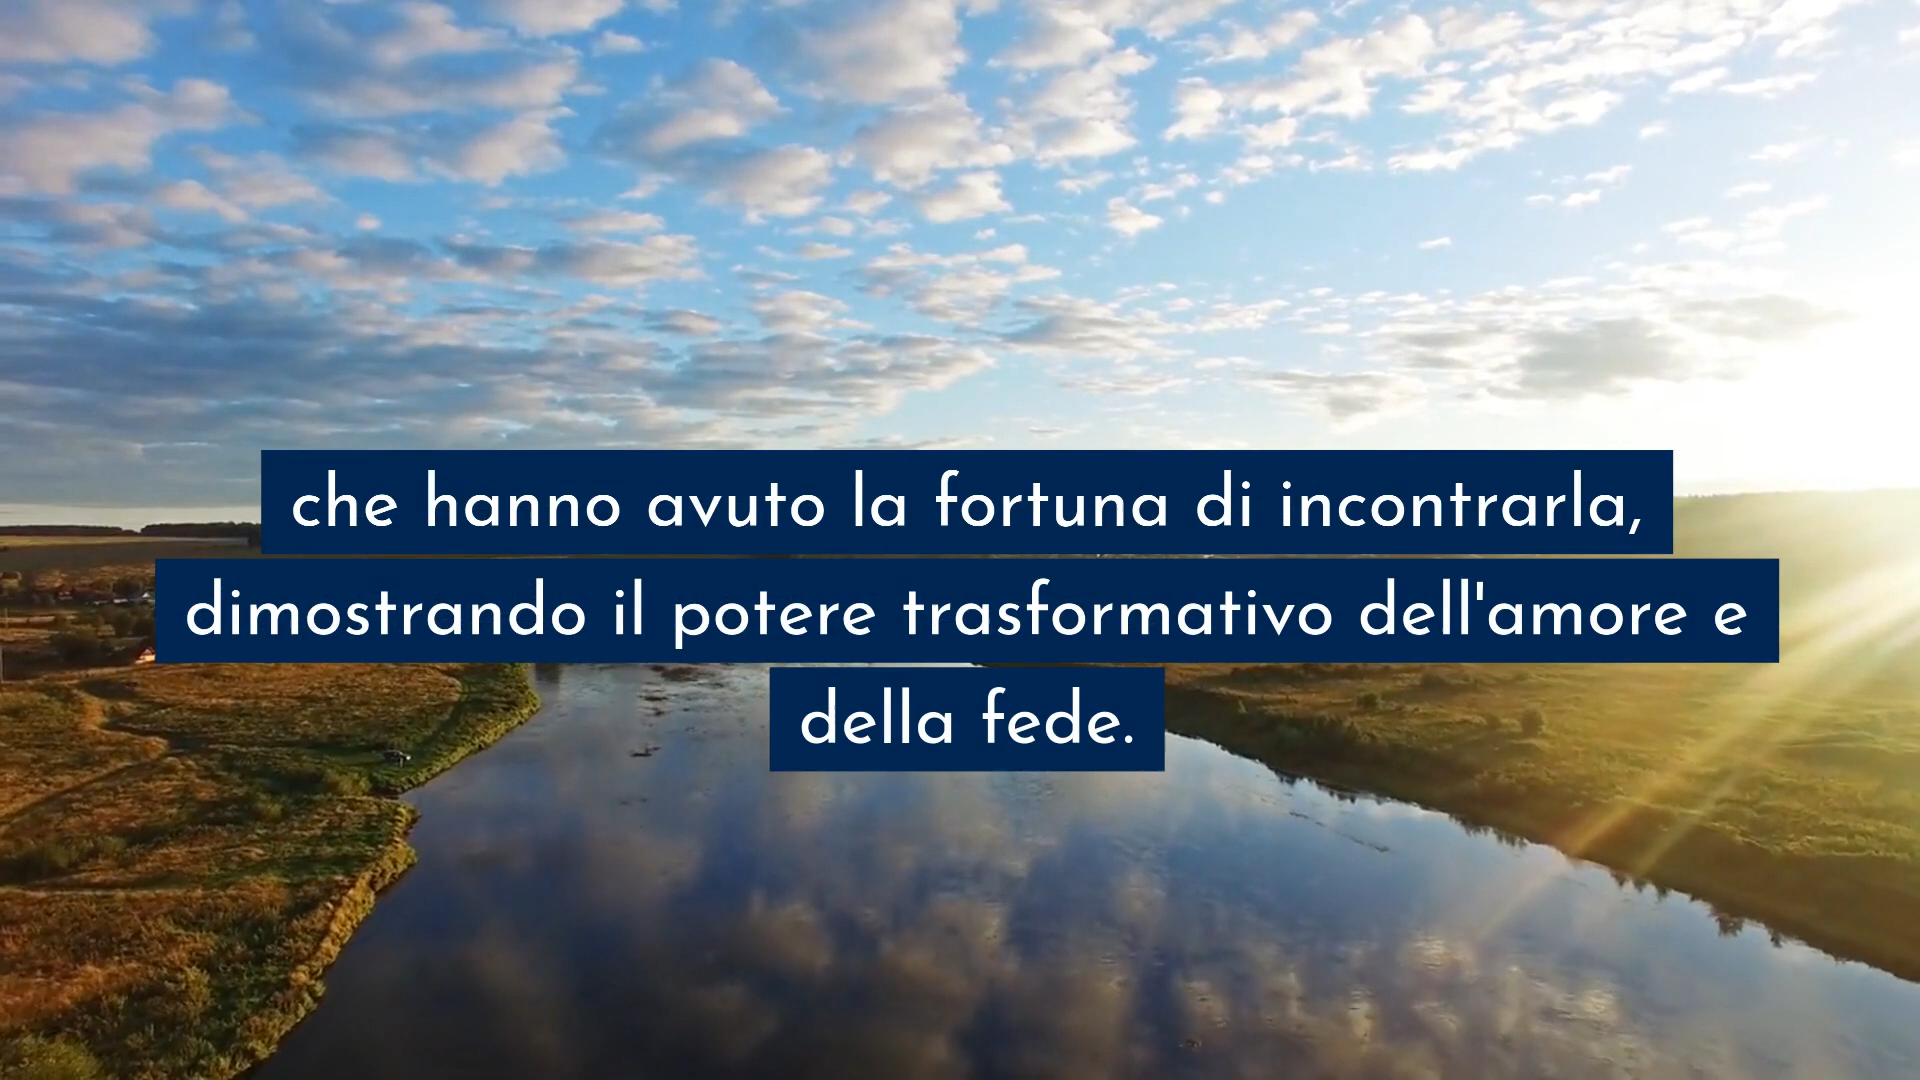 che hanno avuto la fortuna di incontrarla,
dimostrando il potere trasformativo dell'amore e
della fede.